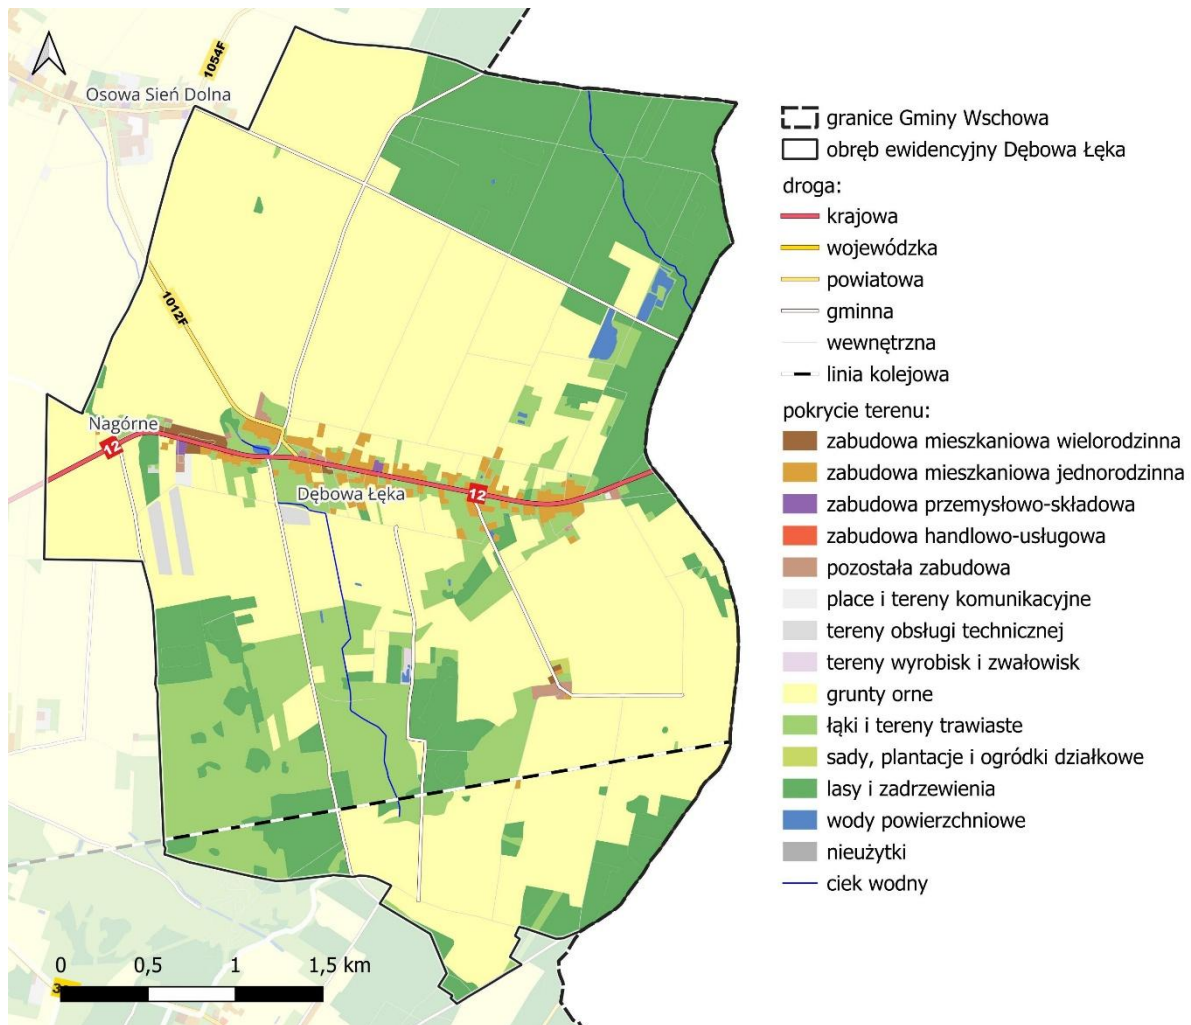 1054F
Osowa Sień Dolna
1012F
Nagórne
12
Dębowa Łęka
12
0 0,5 1 1,5 km
granice Gminy Wschowa
obręb ewidencyjny Dębowa Łęka
droga:
krajowa
wojewódzka
powiatowa
gminna
wewnętrzna
linia kolejowa
pokrycie terenu:
zabudowa mieszkaniowa wielorodzinna
zabudowa mieszkaniowa jednorodzinna
zabudowa przemysłowo-składowa
zabudowa handlowo-usługowa
pozostała zabudowa
place i tereny komunikacyjne
tereny obsługi technicznej
tereny wyrobisk i zwałowisk
grunty orne
łąki i tereny trawiaste
sady, plantacje i ogródki działkowe
lasy i zadrzewienia
wody powierzchniowe
nieużytki
ciek wodny